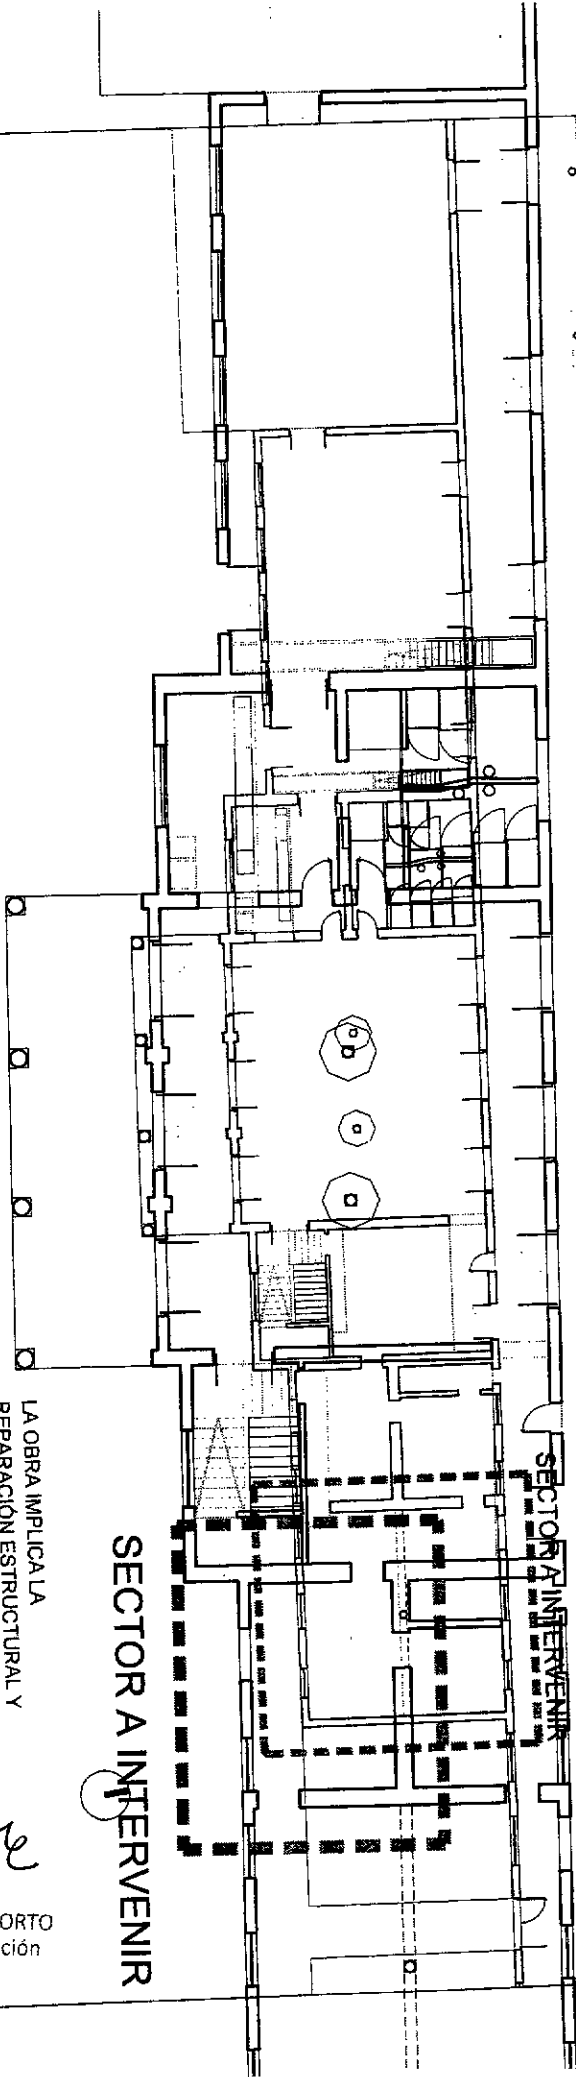 SECTOR A INTERVENIR
SECTOR A INTERVENIR
LA OBRA IMPLICA LA
REPARACIÓN ESTRUCTURAL Y
ORTO
ción